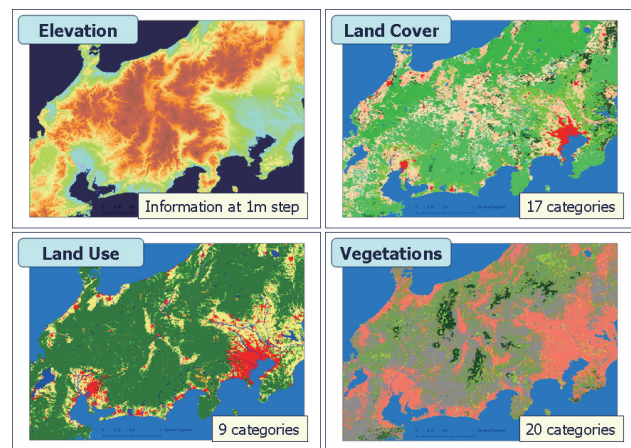 Elevation
Information at 1m step
Land Cover
17 categories
Land Use
9 categories
Vegetations
20 categories